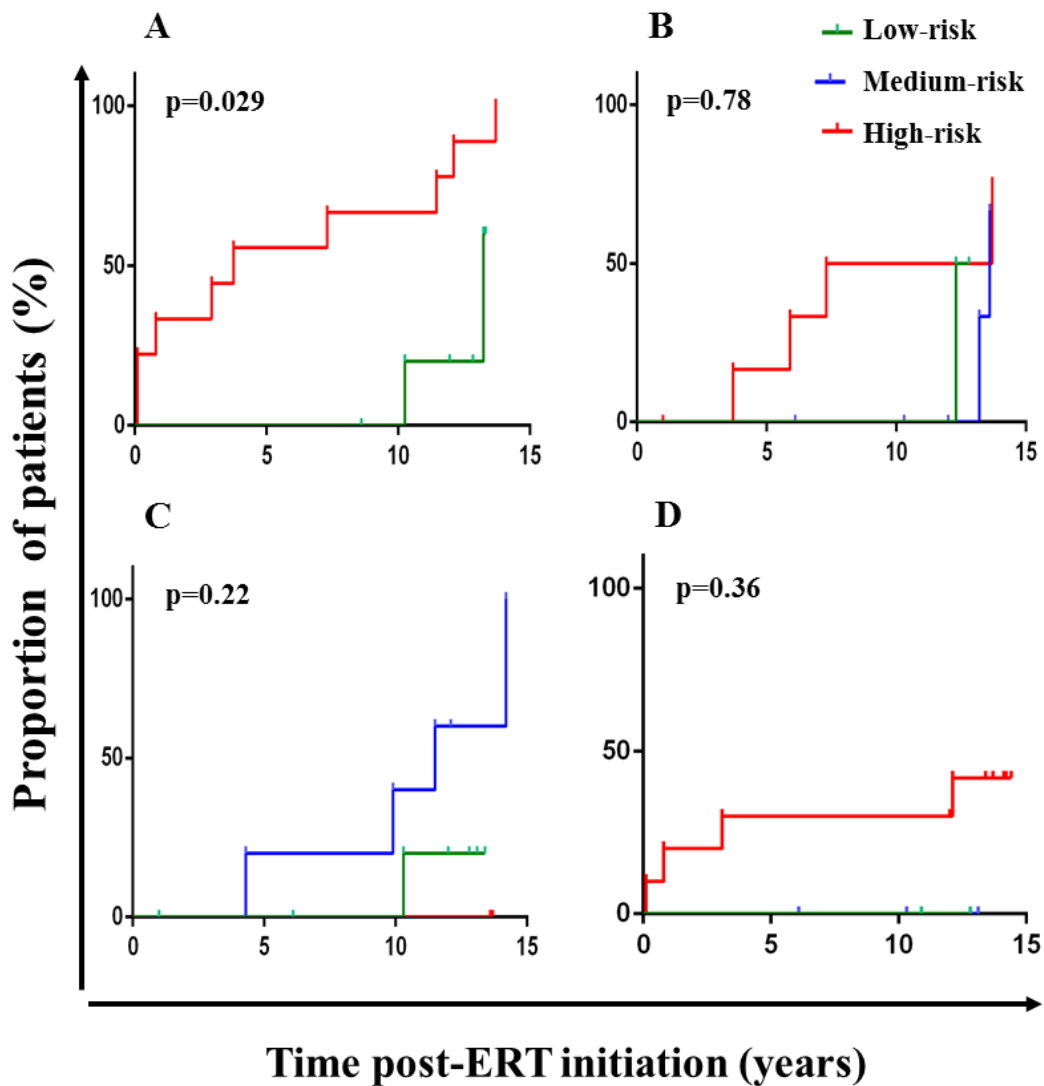 A
B
Low-risk
Medium-risk
High-risk
p=0.029
p=0.78
100
50
0
0 5 10 15
100
50
0
0 5 10 15
C
D
p=0.22
p=0.36
100
50
0
0 5 10 15
100
50
0
0 5 10 15
Proportion of patients (%)
Time post-ERT initiation (years)